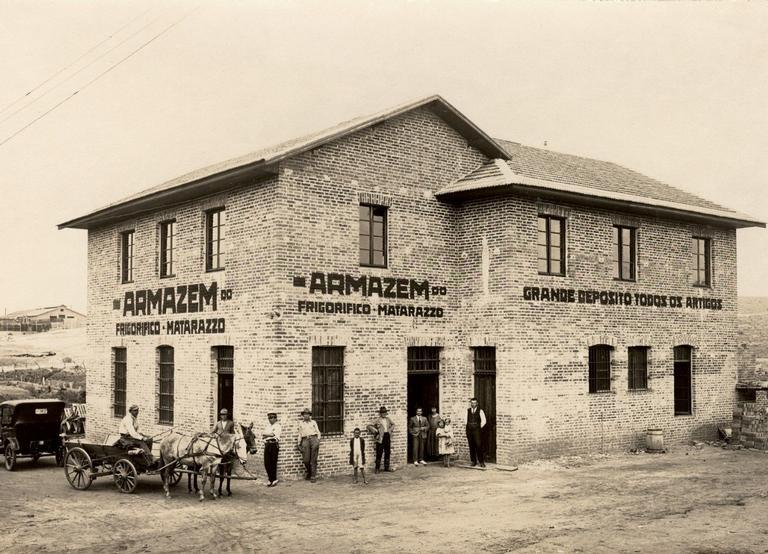 ARMAZEM DO
FRIGORIFICO - MATARAZZO
ARMAZEM DO
FRIGORIFICO - MATARAZZO
GRANDE DEPOSITO TODOS OS ARTIGOS